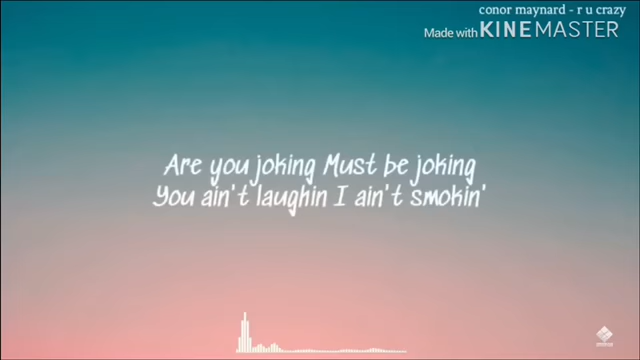 conor maynard - r u crazy
Made with KINEMASTER
Are you joking Must be joking
You ain't laughin I ain't smokin'